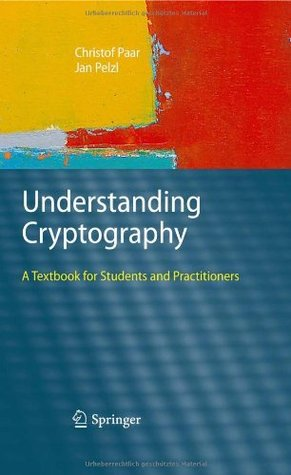 Urheberrechtlich geschütztes Material
Christof Paar
Jan Pelzl
Understanding
Cryptography
A Textbook for Students and Practitioners
Springer
Urheberrechtlich geschütztes Material